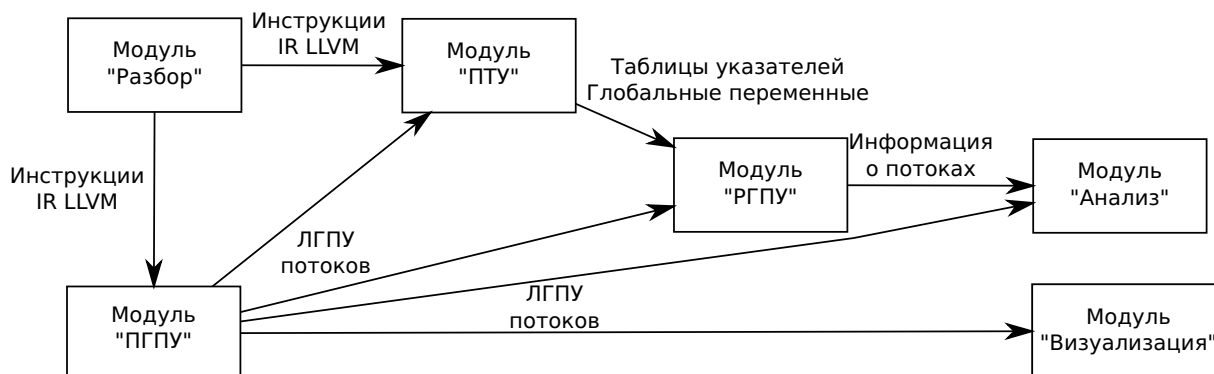 Модуль
"Разбор"
Инструкции
IR LLVM
Модуль
"ПТУ"
Таблицы указателей
Глобальные переменные
Инструкции
IR LLVM
Модуль
"РГПУ"
Информация
о потоках
Модуль
"Анализ"
ЛГПУ
потоков
Модуль
"ПГПУ"
ЛГПУ
потоков
Модуль
"Визуализация"